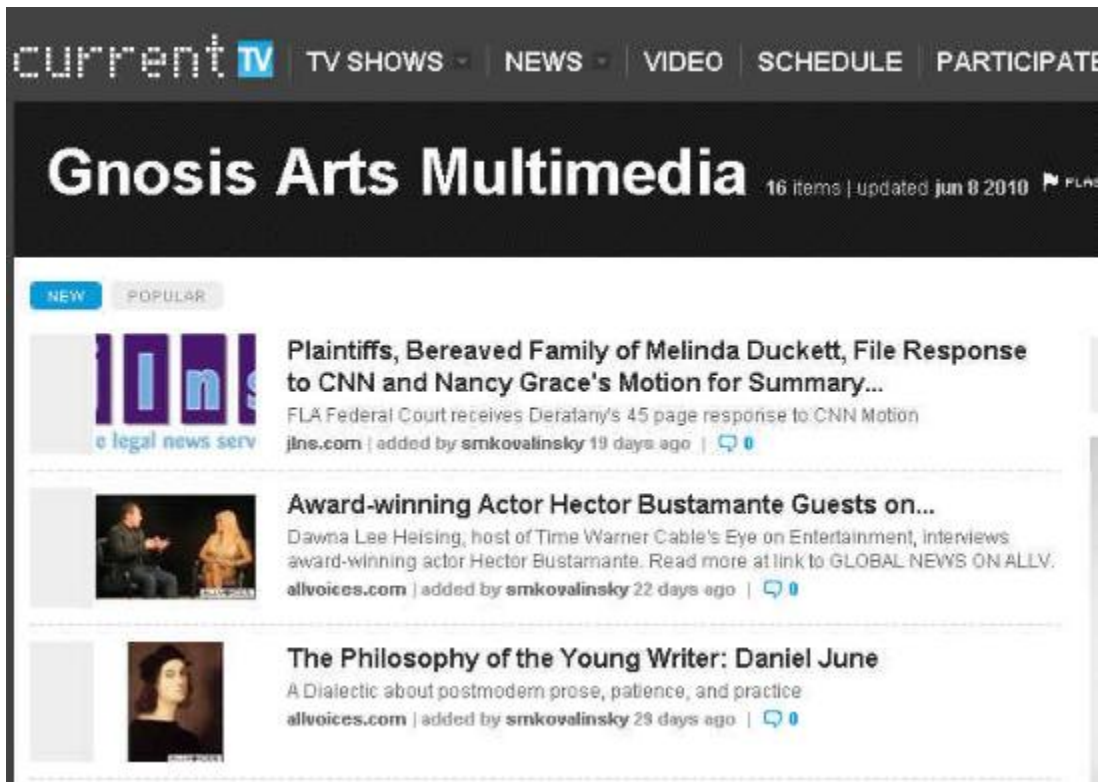 current TV TV SHOWS NEWS VIDEO SCHEDULE PARTICIPATE
Gnosis Arts Multimedia 16 items | updated jun 8 2010
NEW POPULAR
Plaintiffs, Bereaved Family of Melinda Duckett, File Response
to CNN and Nancy Grace's Motion for Summary...
FLA Federal Court receives Deratany's 45 page response to CNN Motion
e legal news serv
jlns.com | added by smkovalinsky 19 days ago | 0
Award-winning Actor Hector Bustamante Guests on...
Dawna Lee Heising, host of Time Warner Cable's Eye on Entertainment, interviews
award-winning actor Hector Bustamante. Read more at link to GLOBAL NEWS ON ALLV.
allvoices.com | added by smkovalinsky 22 days ago | 0
The Philosophy of the Young Writer: Daniel June
A Dialectic about postmodern prose, patience, and practice
allvoices.com | added by smkovalinsky 29 days ago | 0